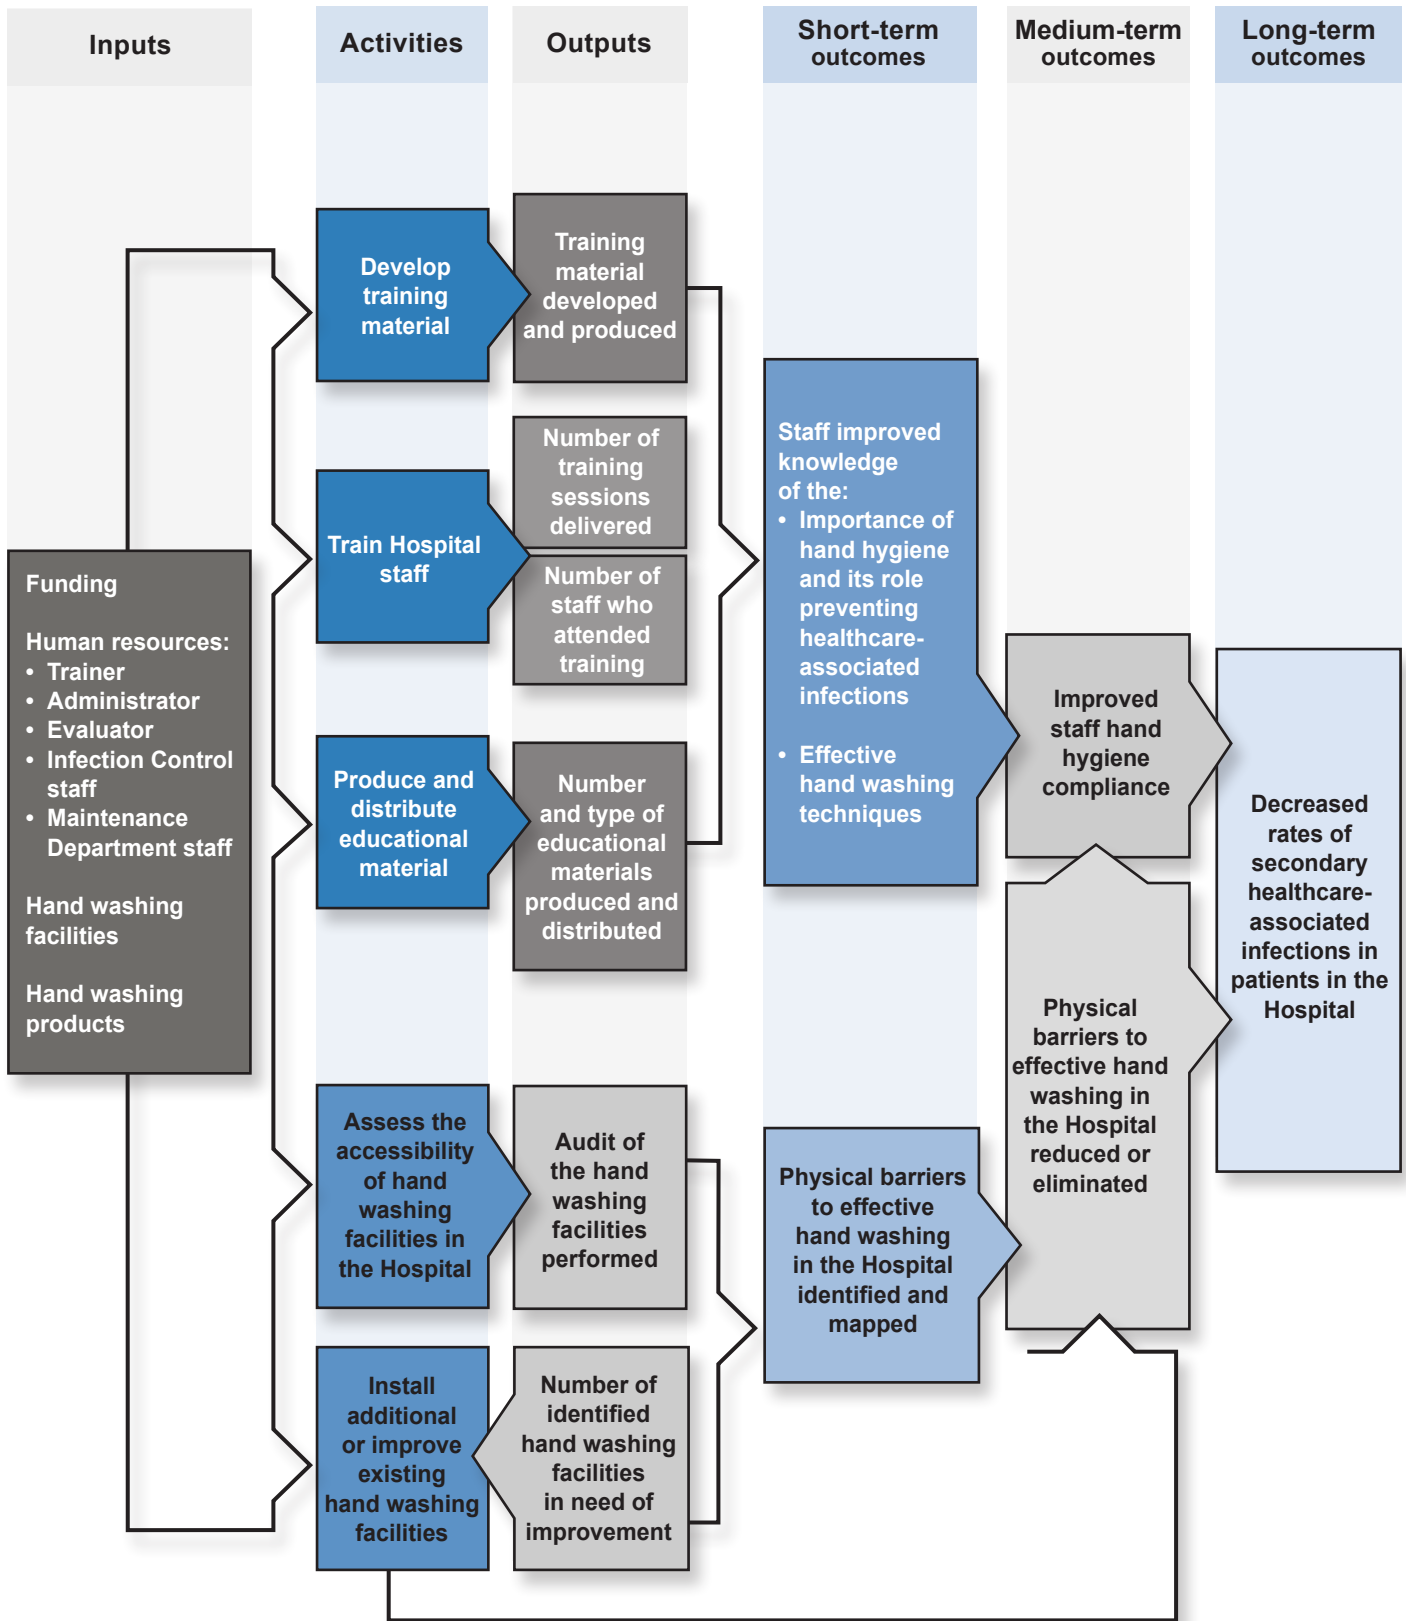 Inputs
Activities
Outputs
Short-term
outcomes
Medium-term
outcomes
Long-term
outcomes
Funding
Human resources:
• Trainer
• Administrator
• Evaluator
• Infection Control
staff
• Maintenance
Department staff
Hand washing
facilities
Hand washing
products
Develop
training
material
Train Hospital
staff
Produce and
distribute
educational
material
Assess the
accessibility
of hand
washing
facilities in
the Hospital
Install
additional
or improve
existing
hand washing
facilities
Training
material
developed
and produced
Number of
training
sessions
delivered
Number of
staff who
attended
training
Number
and type of
educational
materials
produced and
distributed
Audit of
the hand
washing
facilities
performed
Number of
identified
hand washing
facilities
in need of
improvement
Staff improved
knowledge
of the:
• Importance of
hand hygiene
and its role
preventing
healthcare-
associated
infections
• Effective
hand washing
techniques
Physical barriers
to effective
hand washing
in the Hospital
identified and
mapped
Improved
staff hand
hygiene
compliance
Physical
barriers to
effective hand
washing in
the Hospital
reduced or
eliminated
Decreased
rates of
secondary
healthcare-
associated
infections in
patients in the
Hospital